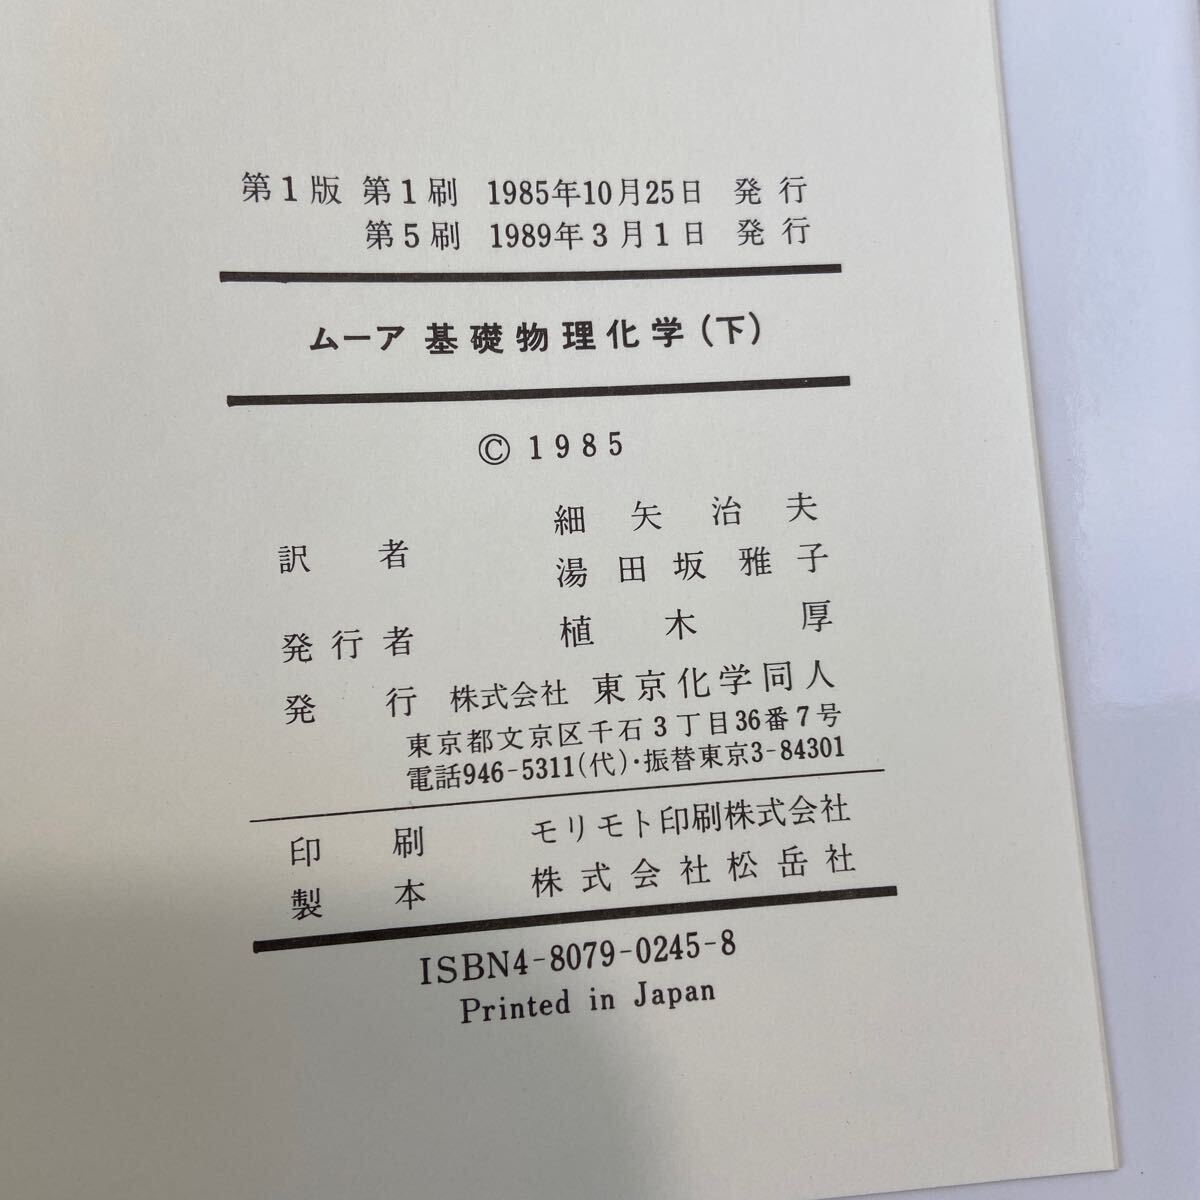 第1版 第1刷 1985年10月25日 発行
第5刷 1989年3月1日 発行
ムーア 基礎物理化学(下)
© 1985
訳者 細矢治夫
湯田坂雅子
発行者 植木厚
発行 株式会社 東京化学同人
東京都文京区千石3丁目36番7号
電話946-5311(代)・振替東京3-84301
印刷 モリモト印刷株式会社
製本 株式会社松岳社
ISBN4-8079-0245-8
Printed in Japan